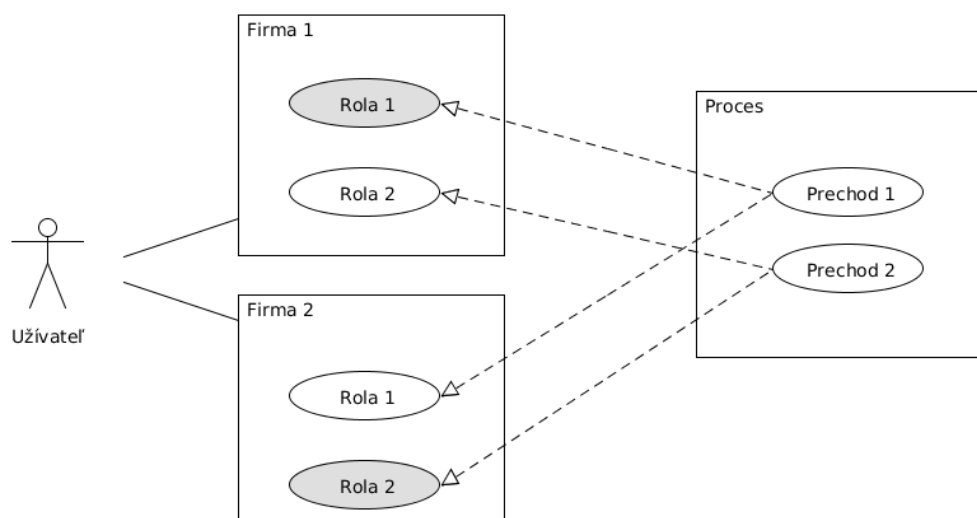 Firma 1
Rola 1
Rola 2
Proces
Prechod 1
Prechod 2
Užívateľ
Firma 2
Rola 1
Rola 2